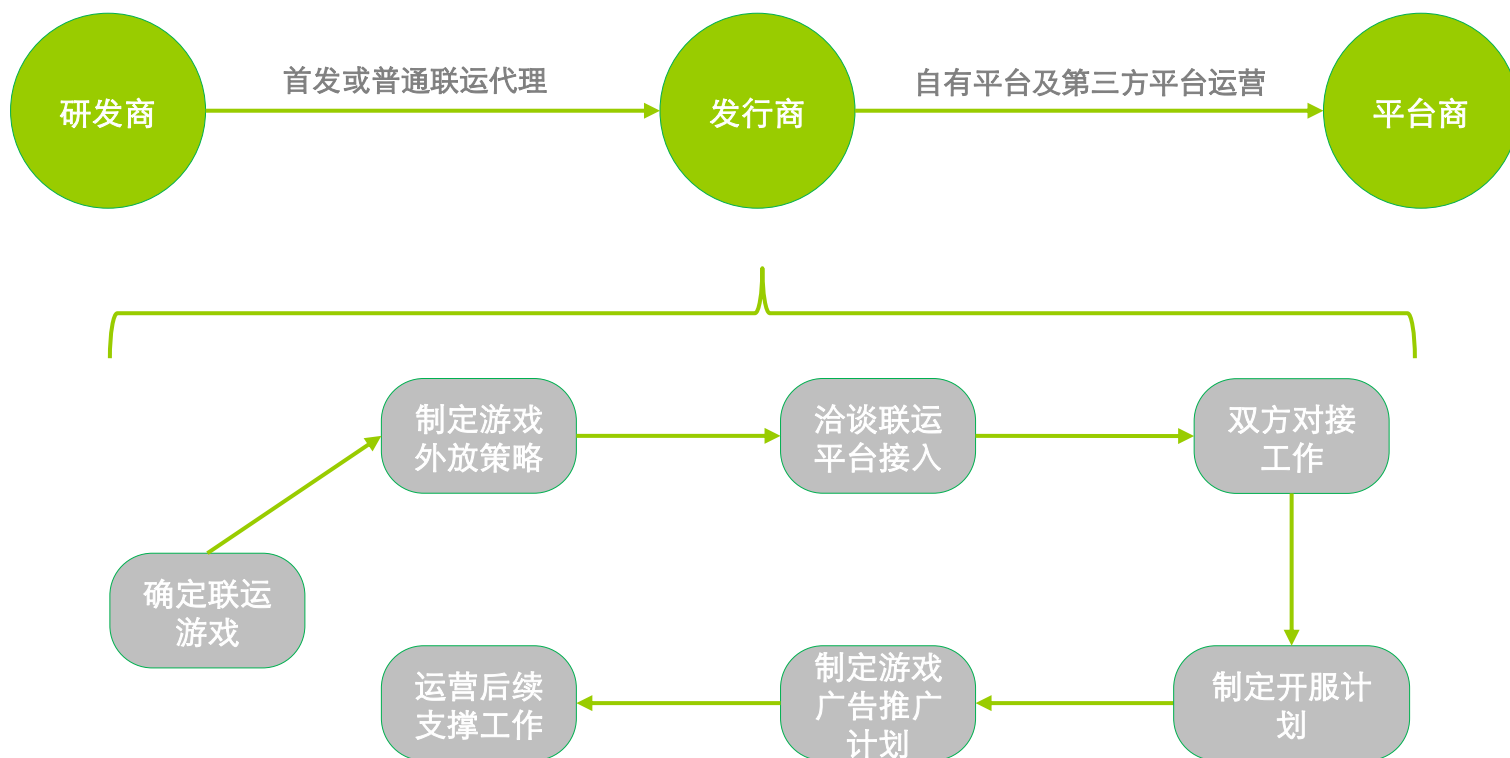 研发商
首发或普通联运代理
发行商
自有平台及第三方平台运营
平台商
制定游戏
外放策略
洽谈联运
平台接入
双方对接
工作
确定联运
游戏
运营后续
支撑工作
制定游戏
广告推广
计划
制定开服计
划